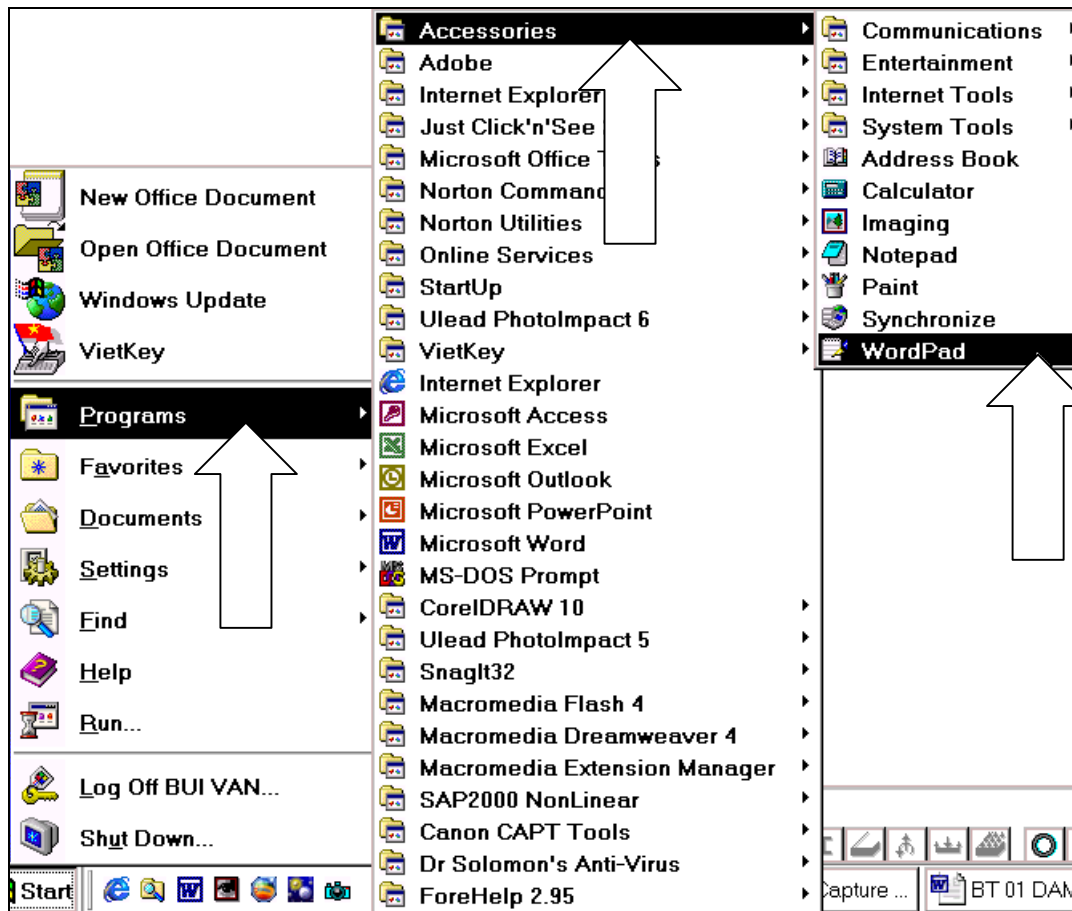 New Office Document
Open Office Document
Windows Update
VietKey
Programs
Favorites
Documents
Settings
Find
Help
Run...
Log Off BUI VAN...
Shut Down...
Start
Accessories
Adobe
Internet Explorer
Just Click'n'See
Microsoft Office
Norton
Norton Utilities
Online Services
StartUp
Ulead PhotoImpact 6
VietKey
Internet Explorer
Microsoft Access
Microsoft Excel
Microsoft Outlook
Microsoft PowerPoint
Microsoft Word
MS-DOS Prompt
CorelDRAW 10
Ulead PhotoImpact 5
SnagIt32
Macromedia Flash 4
Macromedia Dreamweaver 4
Macromedia Extension Manager
SAP2000 NonLinear
Canon CAPT Tools
Dr Solomon's Anti-Virus
ForeHelp 2.95
Communications
Entertainment
Internet Tools
System Tools
Address Book
Calculator
Imaging
Notepad
Paint
Synchronize
WordPad
Capture ...
BT 01 DAM